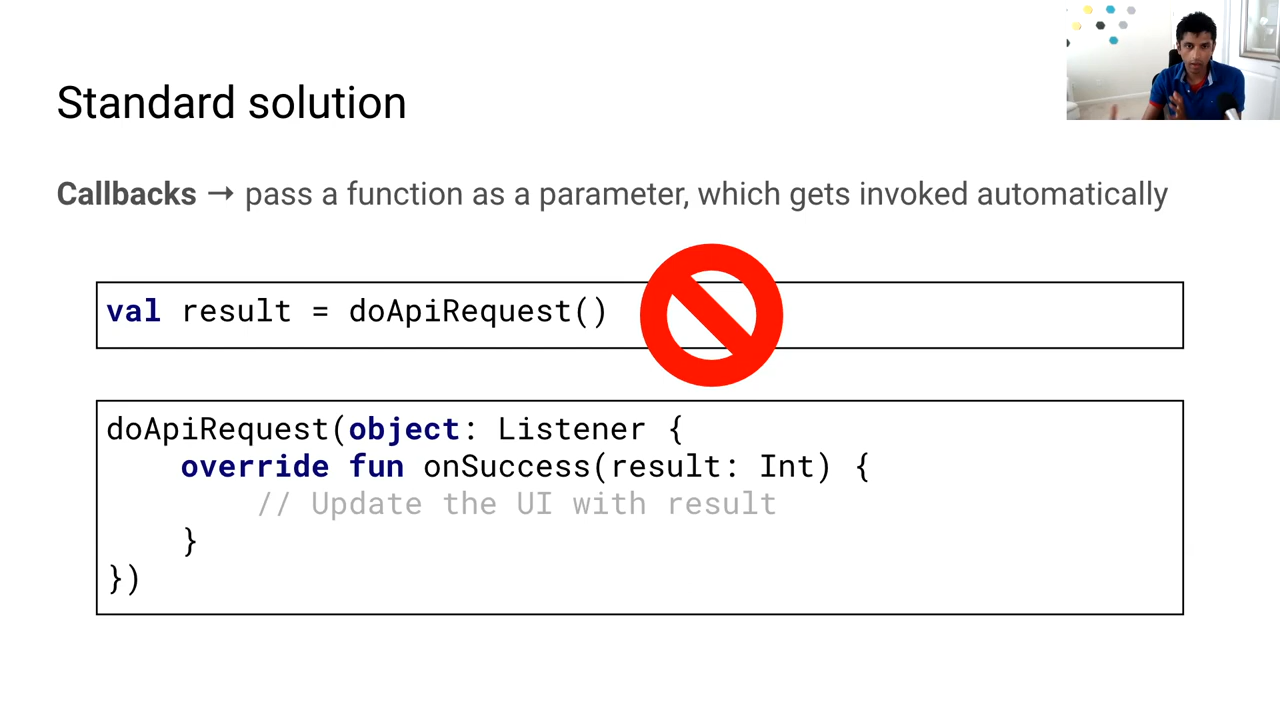 Standard solution
Callbacks → pass a function as a parameter, which gets invoked automatically
val result = doApiRequest()
doApiRequest(object: Listener {
    override fun onSuccess(result: Int) {
        // Update the UI with result
    }
})